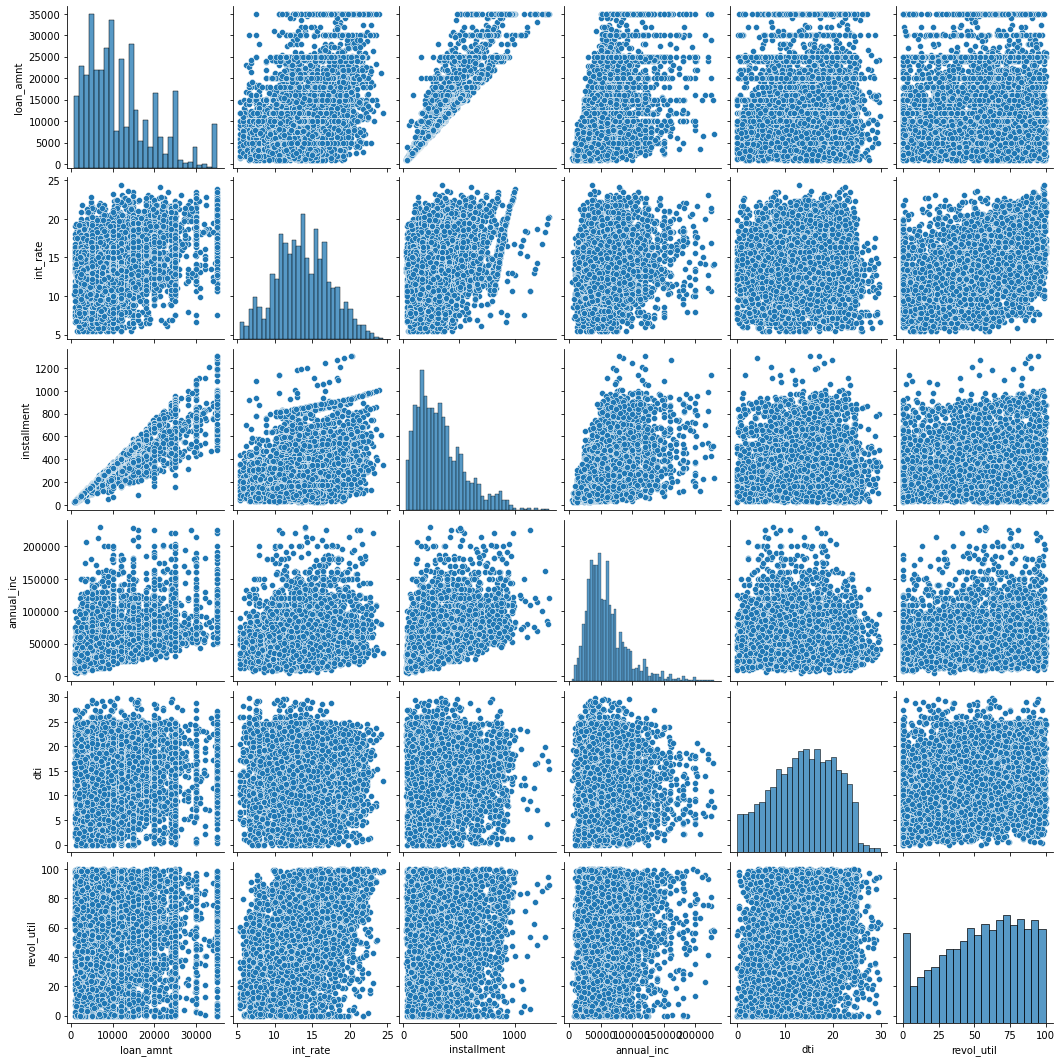 35000
30000
25000
20000
15000
10000
5000
0
loan_amnt
25
20
15
10
5
int_rate
1200
1000
800
600
400
200
0
installment
200000
150000
100000
50000
0
annual_inc
30
25
20
15
10
5
0
dti
100
80
60
40
20
0
revol_util
0 10000 20000 30000
loan_amnt
5 10 15 20 25
int_rate
0 500 1000
installment
0 50000 100000 150000 200000
annual_inc
0 10 20 30
dti
0 25 50 75 100
revol_util